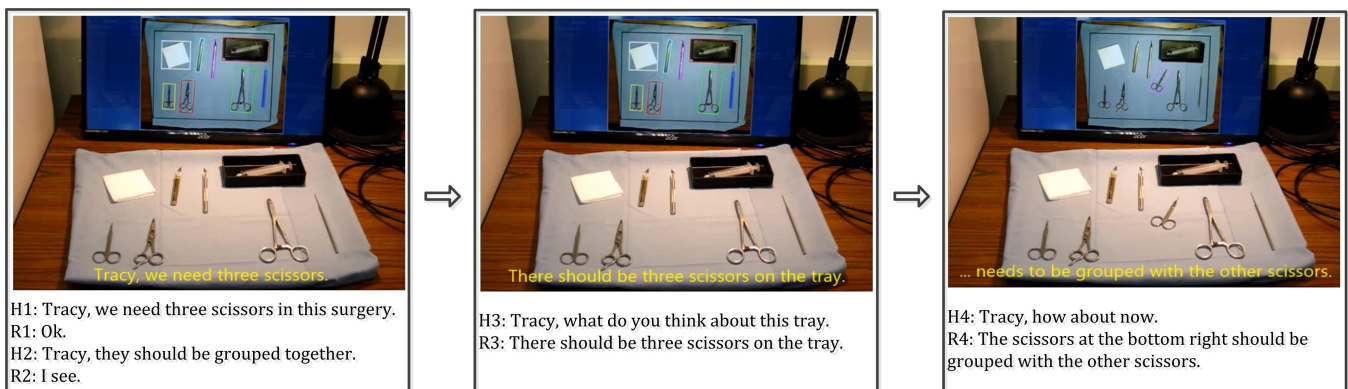 Tracy, we need three scissors.
H1: Tracy, we need three scissors in this surgery.
R1: Ok.
H2: Tracy, they should be grouped together.
R2: I see.
There should be three scissors on the tray.
H3: Tracy, what do you think about this tray.
R3: There should be three scissors on the tray.
... needs to be grouped with the other scissors.
H4: Tracy, how about now.
R4: The scissors at the bottom right should be
grouped with the other scissors.